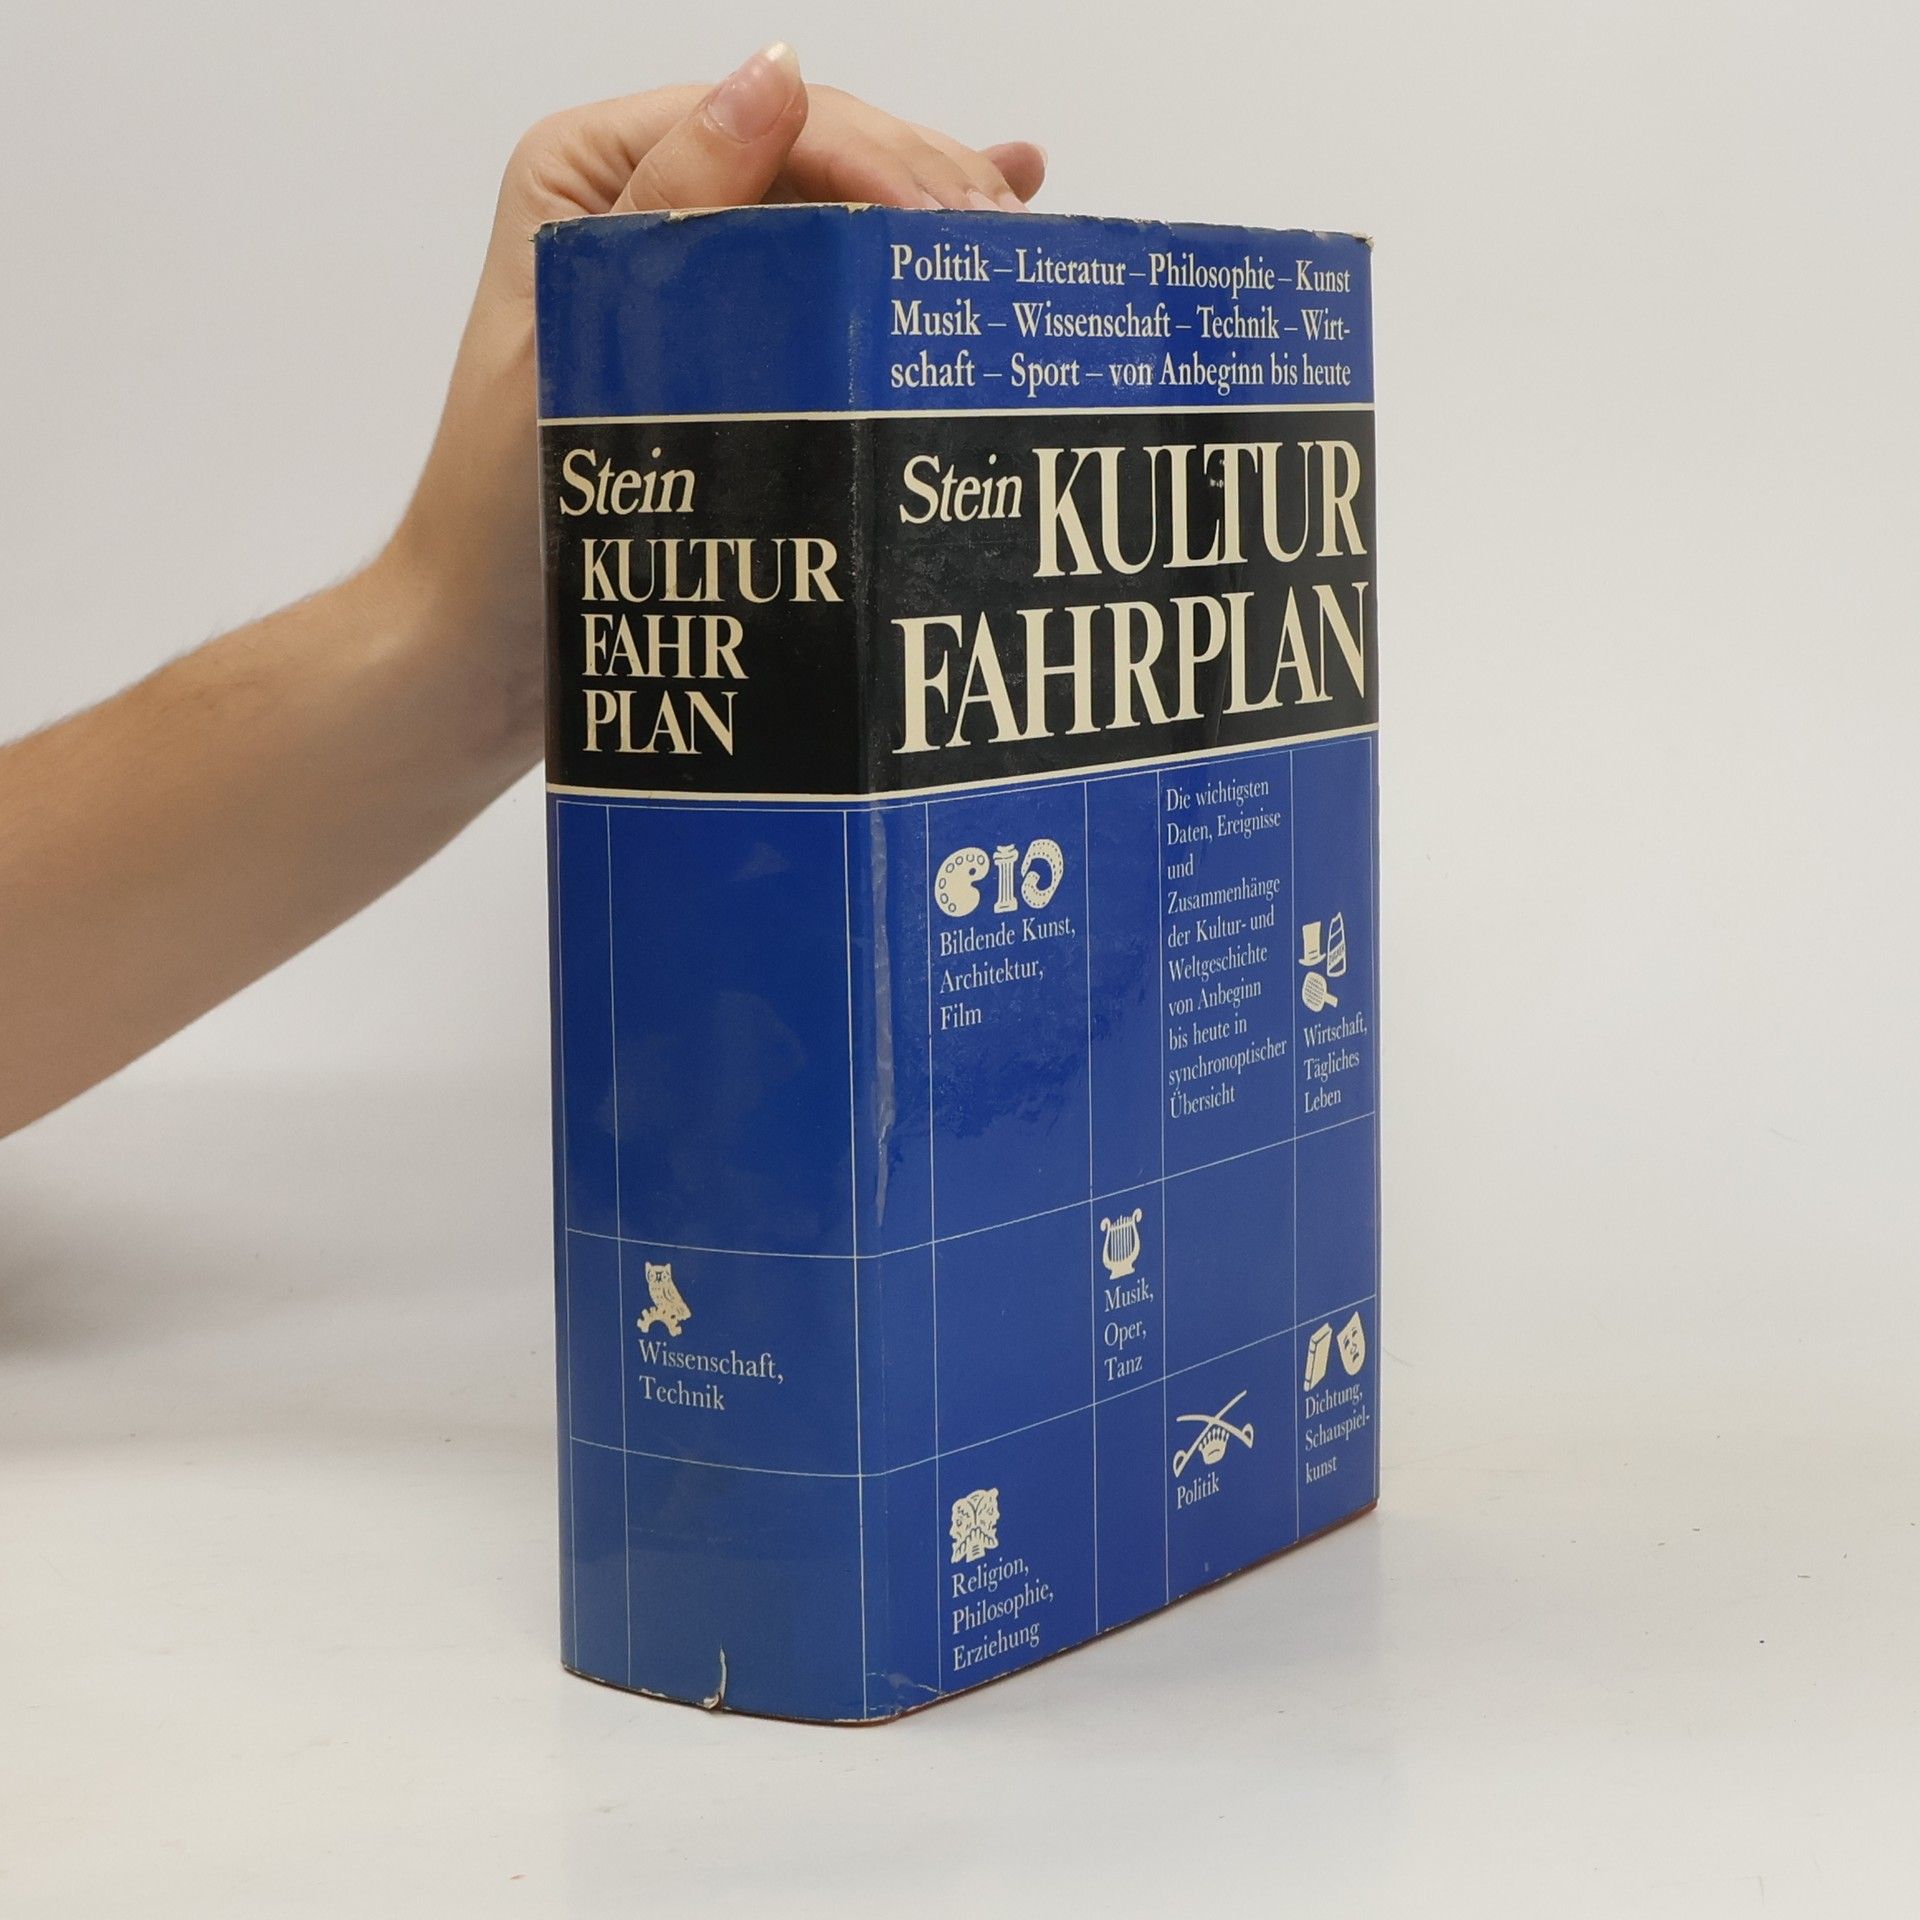 Politik – Literatur – Philosophie – Kunst
Musik – Wissenschaft – Technik – Wirt-
schaft – Sport – von Anbeginn bis heute
Stein KULTUR
FAHRPLAN
Stein
KULTUR
FAHR
PLAN
Die wichtigsten
Daten, Ereignisse
und
Zusammenhänge
der Kultur- und
Weltgeschichte
von Anbeginn
bis heute in
synchronoptischer
Übersicht
Bildende Kunst,
Architektur,
Film
Wirtschaft,
Tägliches
Leben
Musik,
Oper,
Tanz
Wissenschaft,
Technik
Dichtung,
Schauspiel-
kunst
Politik
Religion,
Philosophie,
Erziehung